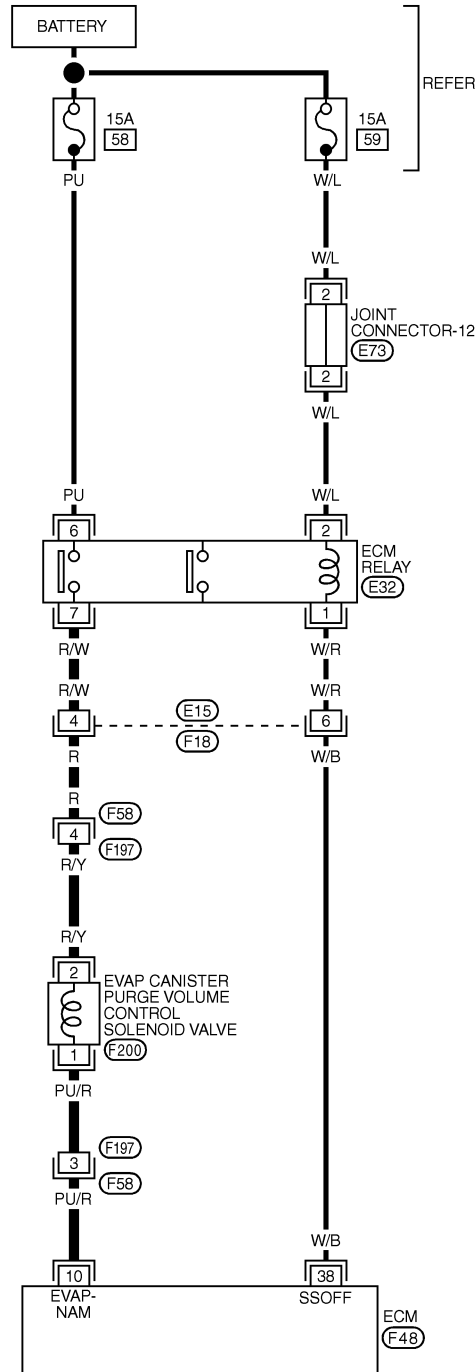 BATTERY
REFER
15A
58
15A
59
PU
W/L
W/L
2
JOINT
CONNECTOR-12
E73
2
W/L
PU
W/L
6
2
ECM
RELAY
E32
7
1
R/W
W/R
R/W
W/R
4
E15
6
F18
R
W/B
R
F58
4
F197
R/Y
R/Y
2
EVAP CANISTER
PURGE VOLUME
CONTROL
SOLENOID VALVE
F200
1
PU/R
F197
3
F58
PU/R
W/B
10
38
EVAP-
NAM
SSOFF
ECM
F48